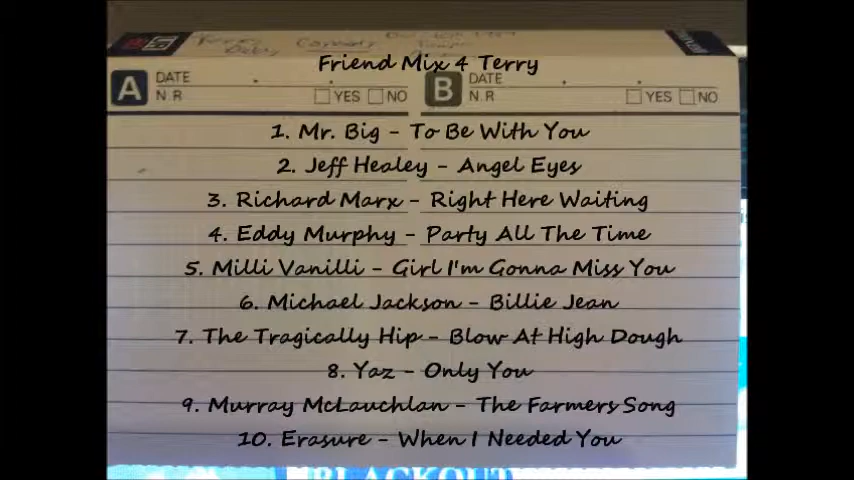 Friend Mix 4 Terry
A DATE
N.R YES NO
B DATE
N.R YES NO
1. Mr. Big - To Be With You
2. Jeff Healey - Angel Eyes
3. Richard Marx - Right Here Waiting
4. Eddy Murphy - Party All The Time
5. Milli Vanilli - Girl I'm Gonna Miss You
6. Michael Jackson - Billie Jean
7. The Tragically Hip - Blow At High Dough
8. Yaz - Only You
9. Murray McLauchlan - The Farmers Song
10. Erasure - When I Needed You
BLACKOUT